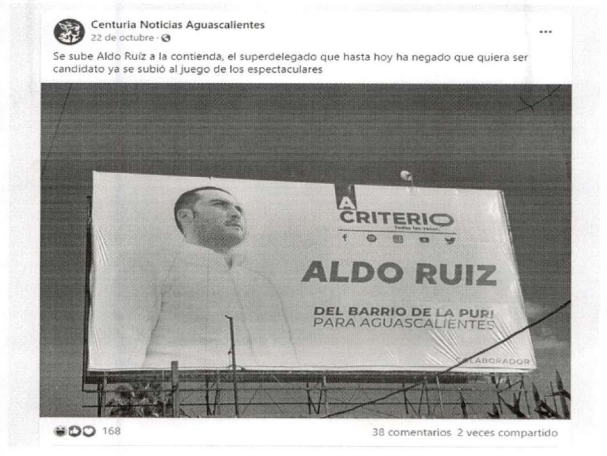 Centuria Noticias Aguascalientes
22 de octubre ·
Se sube Aldo Ruíz a la contienda, el superdelegado que hasta hoy ha negado que quiera ser
candidato ya se subió al juego de los espectaculares
A
CRITERIO
Todas las voces.
ALDO RUIZ
DEL BARRIO DE LA PURI
PARA AGUASCALIENTES
COLABORADOR
168
38 comentarios 2 veces compartido